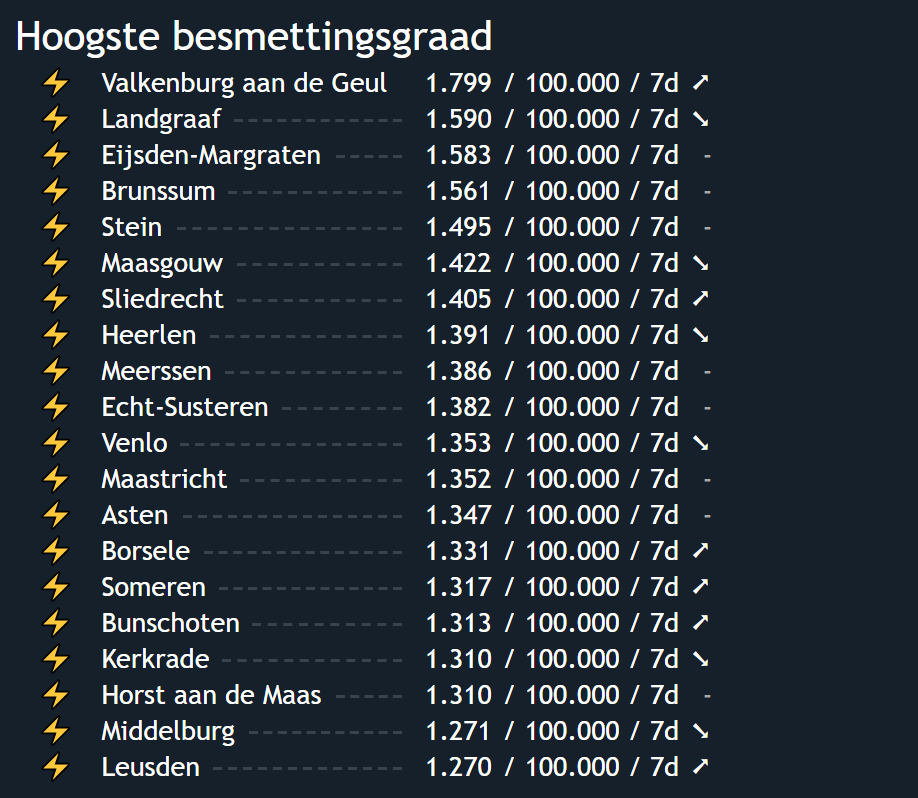 Hoogste besmettingsgraad
⚡ Valkenburg aan de Geul 1.799 / 100.000 / 7d ➚
⚡ Landgraaf ------------ 1.590 / 100.000 / 7d ➘
⚡ Eijsden-Margraten ----- 1.583 / 100.000 / 7d -
⚡ Brunssum ------------- 1.561 / 100.000 / 7d -
⚡ Stein ---------------- 1.495 / 100.000 / 7d -
⚡ Maasgouw ------------ 1.422 / 100.000 / 7d ➘
⚡ Sliedrecht ------------ 1.405 / 100.000 / 7d ➚
⚡ Heerlen -------------- 1.391 / 100.000 / 7d ➘
⚡ Meerssen ------------- 1.386 / 100.000 / 7d -
⚡ Echt-Susteren --------- 1.382 / 100.000 / 7d -
⚡ Venlo ---------------- 1.353 / 100.000 / 7d ➘
⚡ Maastricht ------------ 1.352 / 100.000 / 7d -
⚡ Asten ---------------- 1.347 / 100.000 / 7d -
⚡ Borsele -------------- 1.331 / 100.000 / 7d ➚
⚡ Someren ------------- 1.317 / 100.000 / 7d ➚
⚡ Bunschoten ----------- 1.313 / 100.000 / 7d ➚
⚡ Kerkrade ------------- 1.310 / 100.000 / 7d ➘
⚡ Horst aan de Maas ----- 1.310 / 100.000 / 7d -
⚡ Middelburg ----------- 1.271 / 100.000 / 7d ➘
⚡ Leusden -------------- 1.270 / 100.000 / 7d ➚